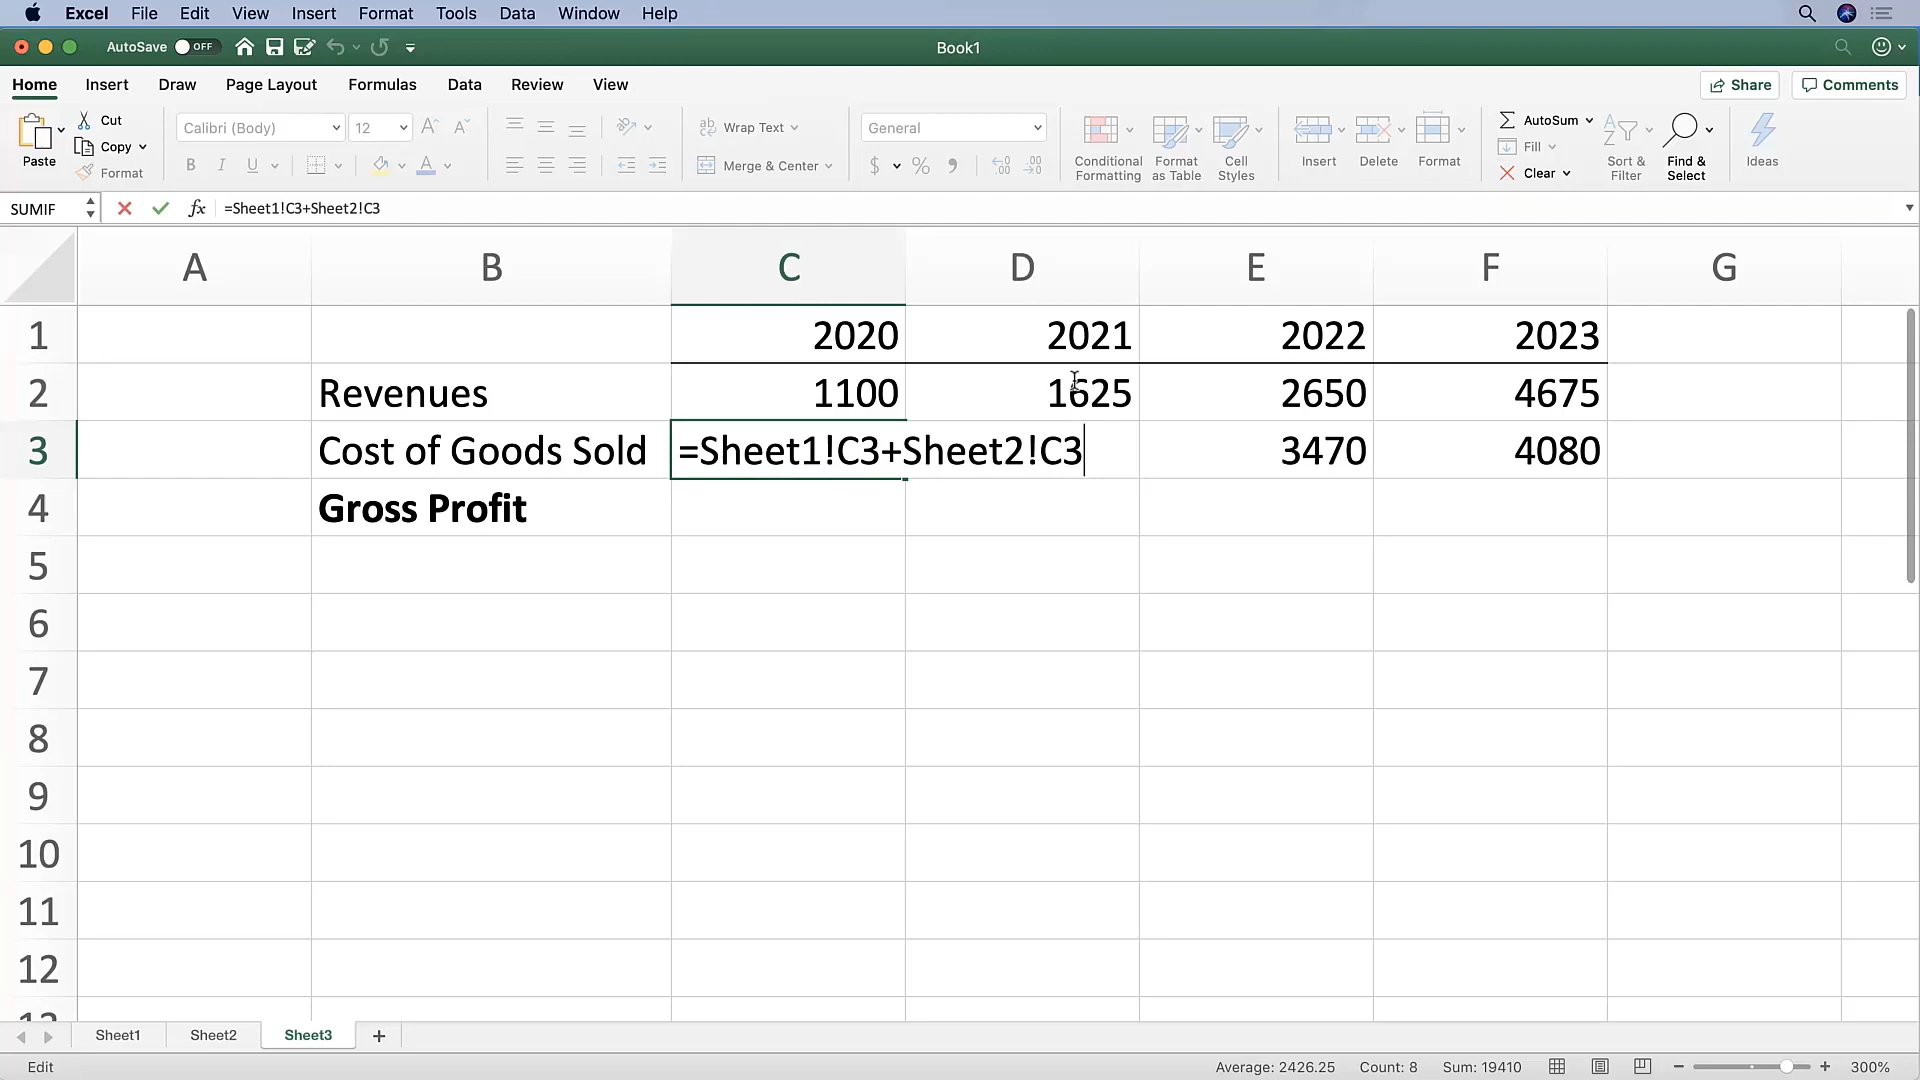 Excel File Edit View Insert Format Tools Data Window Help
AutoSave OFF Book1
Home Insert Draw Page Layout Formulas Data Review View Share Comments
Paste Cut Copy Format
Calibri (Body) 12
B I U A
Wrap Text
Merge & Center
General
$ %
Conditional Formatting
Format as Table
Cell Styles
Insert Delete Format
AutoSum
Fill
Clear
Sort & Filter
Find & Select
Ideas
SUMIF fx =Sheet1!C3+Sheet2!C3
A B C D E F G
1 2020 2021 2022 2023
2 Revenues 1100 1625 2650 4675
3 Cost of Goods Sold =Sheet1!C3+Sheet2!C3 3470 4080
4 Gross Profit
5
6
7
8
9
10
11
12
Sheet1 Sheet2 Sheet3 +
Edit Average: 2426.25 Count: 8 Sum: 19410 − + 300%